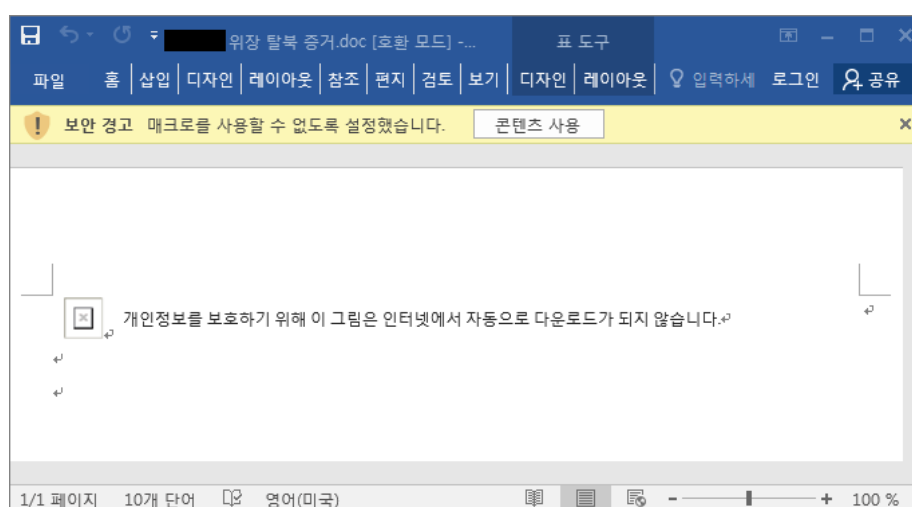 위장 탈북 증거.doc [호환 모드] -... 표 도구
파일 홈 삽입 디자인 레이아웃 참조 편지 검토 보기 디자인 레이아웃 입력하세 로그인 공유
보안 경고 매크로를 사용할 수 없도록 설정했습니다. 콘텐츠 사용
개인정보를 보호하기 위해 이 그림은 인터넷에서 자동으로 다운로드가 되지 않습니다.
1/1 페이지 10개 단어 영어(미국) 100 %